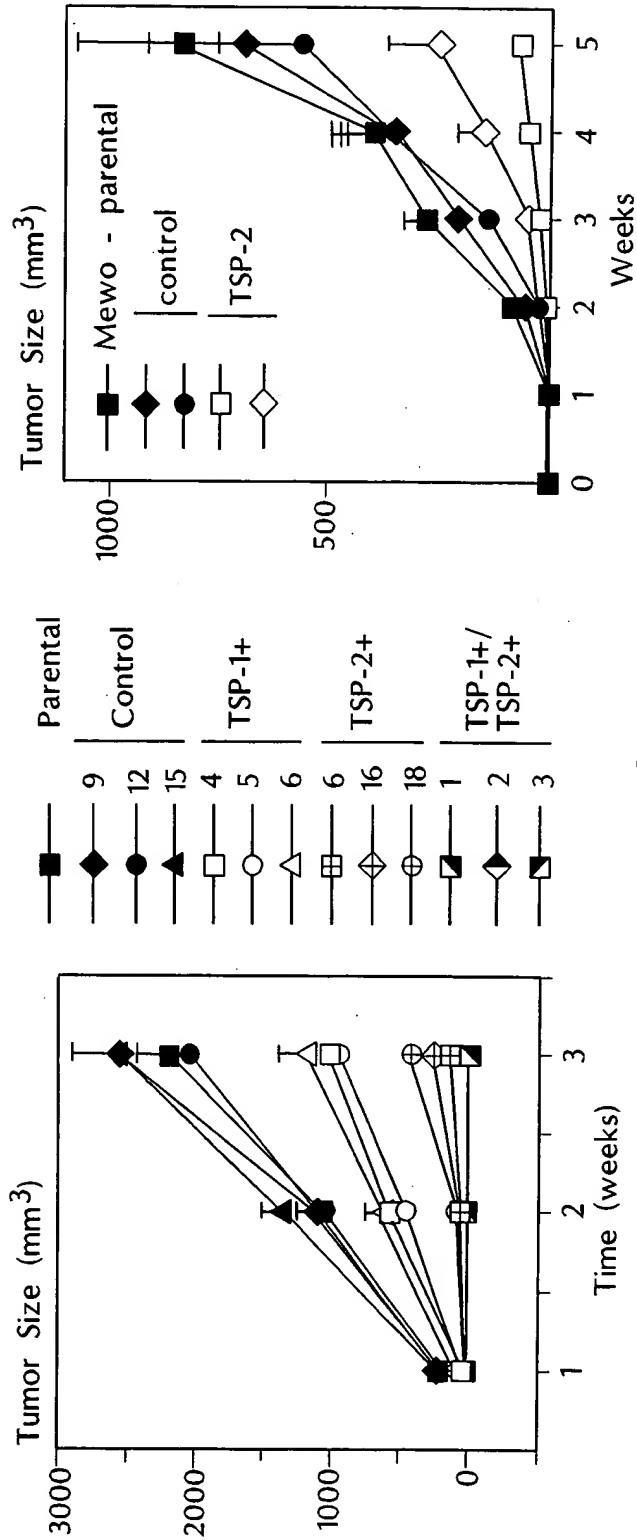 Tumor Size (mm³)
3000
2000
1000
0
1
2
3
Time (weeks)
Parental
9
12
15
Control
4
5
6
TSP-1+
6
16
18
TSP-2+
1
2
3
TSP-1+/
TSP-2+
Tumor Size (mm³)
1000
500
0
1
2
3
4
5
Weeks
Mewo - parental
control
TSP-2